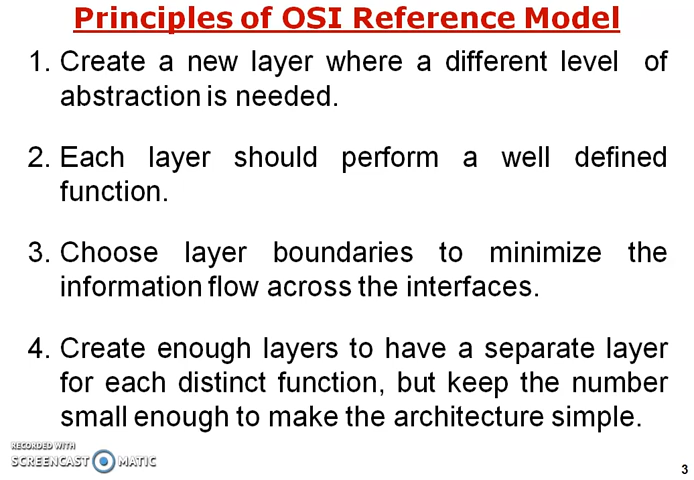 Principles of OSI Reference Model
1. Create a new layer where a different level of
abstraction is needed.
2. Each layer should perform a well defined
function.
3. Choose layer boundaries to minimize the
information flow across the interfaces.
4. Create enough layers to have a separate layer
for each distinct function, but keep the number
small enough to make the architecture simple.
RECORDED WITH
SCREENCAST MATIC
3